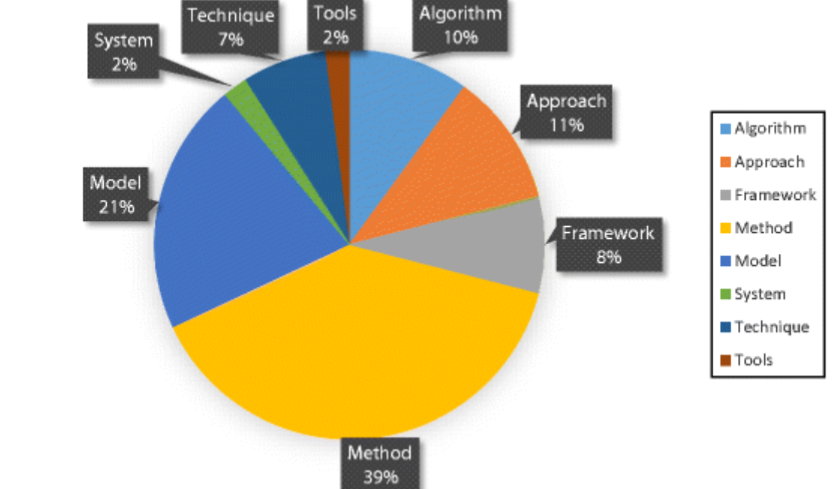 Technique
7%
Tools
2%
Algorithm
10%
System
2%
Approach
11%
Model
21%
Framework
8%
Method
39%
Algorithm
Approach
Framework
Method
Model
System
Technique
Tools